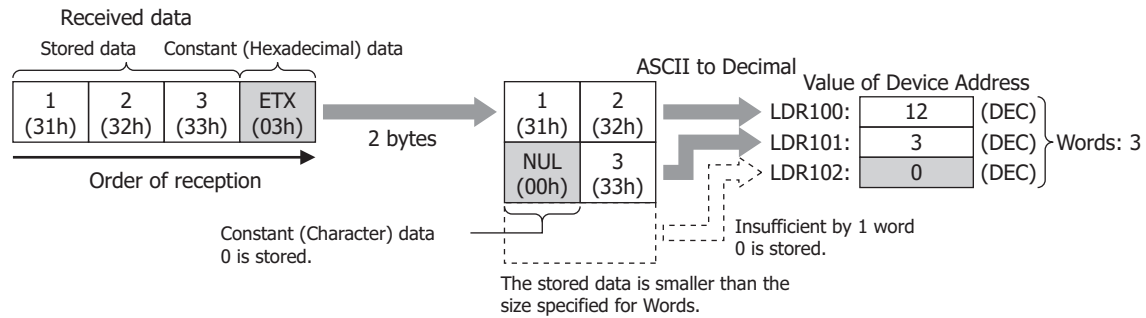 Received data
Stored data
Constant (Hexadecimal) data
1
(31h)
2
(32h)
3
(33h)
ETX
(03h)
Order of reception
2 bytes
ASCII to Decimal
1
(31h)
2
(32h)
NUL
(00h)
3
(33h)
Constant (Character) data
0 is stored.
The stored data is smaller than the
size specified for Words.
Value of Device Address
LDR100: 12 (DEC)
LDR101: 3 (DEC)
LDR102: 0 (DEC)
Words: 3
Insufficient by 1 word
0 is stored.